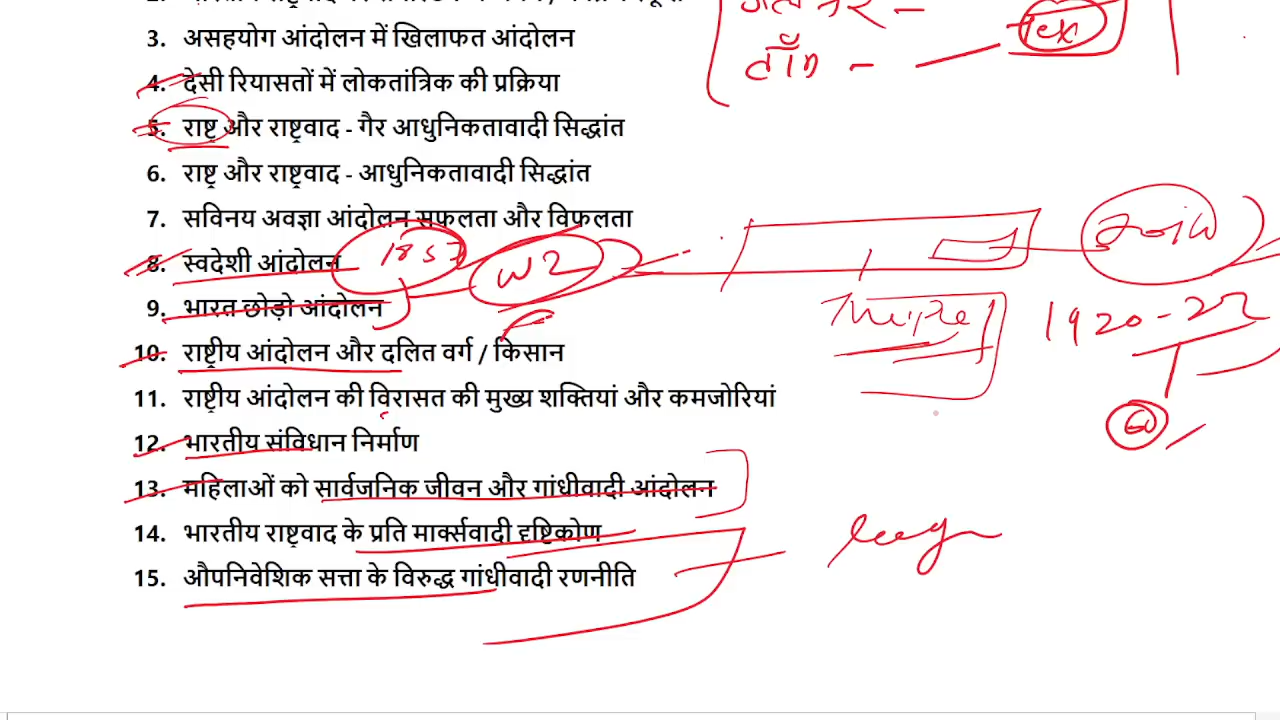 3. असहयोग आंदोलन में खिलाफत आंदोलन
4. देसी रियासतों में लोकतांत्रिक की प्रक्रिया
5. राष्ट्र और राष्ट्रवाद - गैर आधुनिकतावादी सिद्धांत
6. राष्ट्र और राष्ट्रवाद - आधुनिकतावादी सिद्धांत
7. सविनय अवज्ञा आंदोलन सफलता और विफलता
8. स्वदेशी आंदोलन 1857 W2
9. भारत छोड़ो आंदोलन 1920-22
10. राष्ट्रीय आंदोलन और दलित वर्ग / किसान
11. राष्ट्रीय आंदोलन की विरासत की मुख्य शक्तियां और कमजोरियां
12. भारतीय संविधान निर्माण
13. महिलाओं को सार्वजनिक जीवन और गांधीवादी आंदोलन
14. भारतीय राष्ट्रवाद के प्रति मार्क्सवादी दृष्टिकोण
15. औपनिवेशिक सत्ता के विरुद्ध गांधीवादी रणनीति